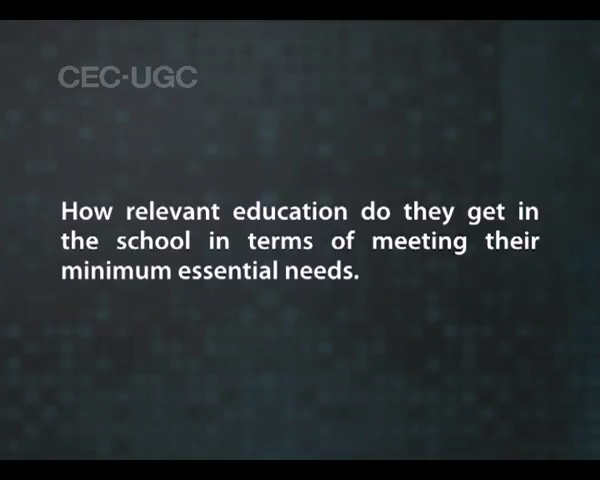 CEC-UGC
How relevant education do they get in
the school in terms of meeting their
minimum essential needs.